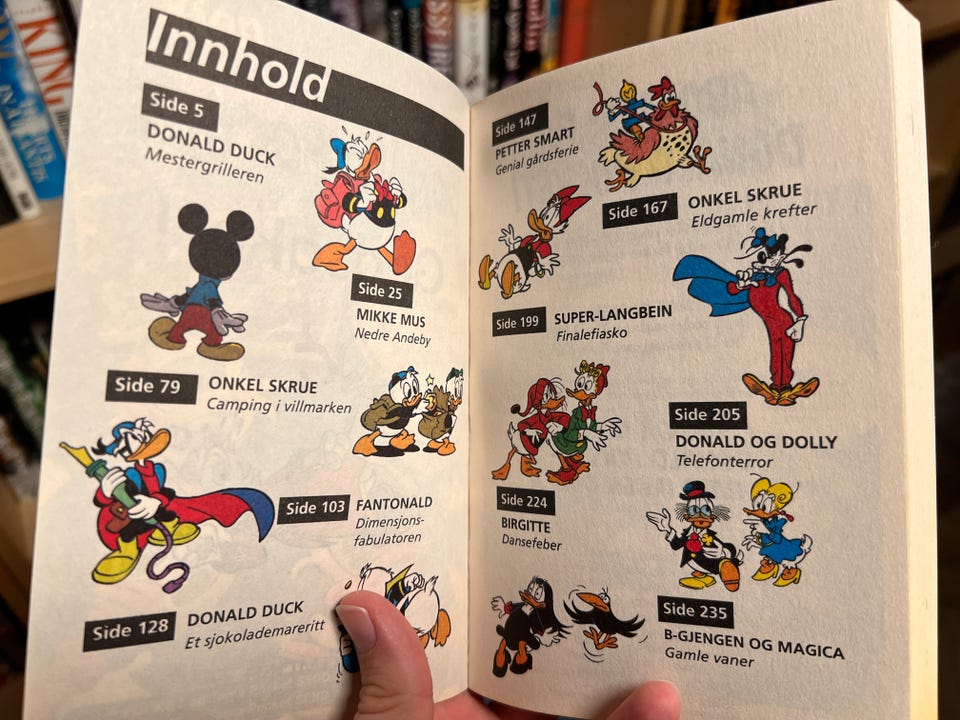 Innhold
Side 5
DONALD DUCK
Mestergrilleren
Side 25
MIKKE MUS
Nedre Andeby
Side 79
ONKEL SKRUE
Camping i villmarken
Side 103
FANTONALD
Dimensjons-
fabulatoren
Side 128
DONALD DUCK
Et sjokolademareritt
Side 147
PETTER SMART
Genial gårdsferie
Side 167
ONKEL SKRUE
Eldgamle krefter
Side 199
SUPER-LANGBEIN
Finalefiasko
Side 205
DONALD OG DOLLY
Telefonterror
Side 224
BIRGITTE
Dansefeber
Side 235
B-GJENGEN OG MAGICA
Gamle vaner
KING